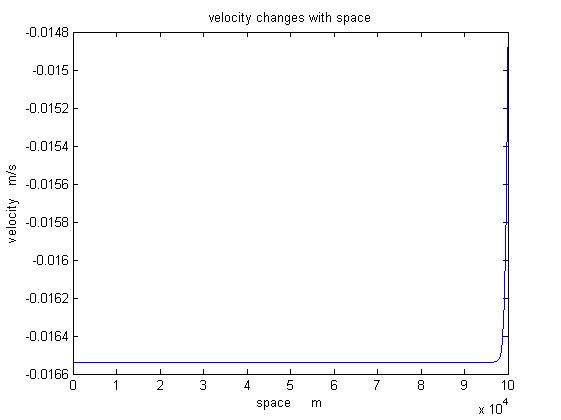 velocity changes with space
-0.0148
-0.015
-0.0152
-0.0154
-0.0156
-0.0158
-0.016
-0.0162
-0.0164
-0.0166
velocity m/s
0 1 2 3 4 5 6 7 8 9 10
space m
x 10^4